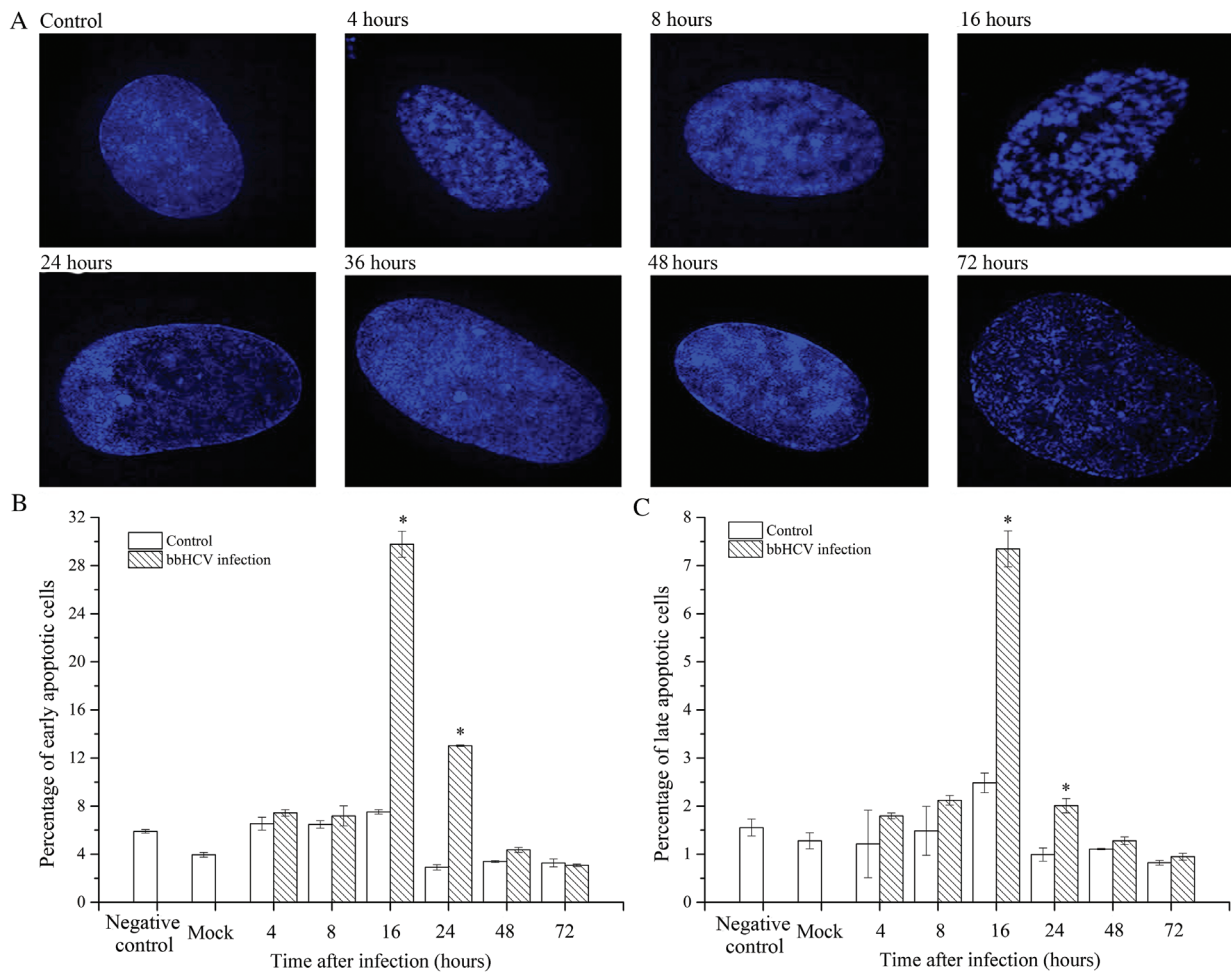 A
Control
4 hours
8 hours
16 hours
24 hours
36 hours
48 hours
72 hours
B
Percentage of early apoptotic cells
32
28
24
20
16
12
8
4
0
Control
bbHCV infection
*
*
Negative control
Mock
4
8
16
24
48
72
Time after infection (hours)
C
Percentage of late apoptotic cells
8
7
6
5
4
3
2
1
0
Control
bbHCV infection
*
*
Negative control
Mock
4
8
16
24
48
72
Time after infection (hours)